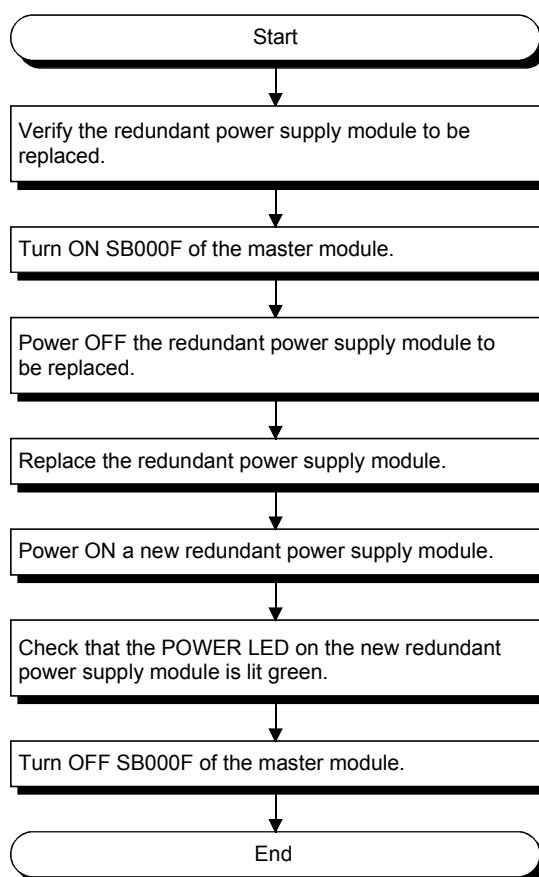 Start
Verify the redundant power supply module to be
replaced.
Turn ON SB000F of the master module.
Power OFF the redundant power supply module to
be replaced.
Replace the redundant power supply module.
Power ON a new redundant power supply module.
Check that the POWER LED on the new redundant
power supply module is lit green.
Turn OFF SB000F of the master module.
End